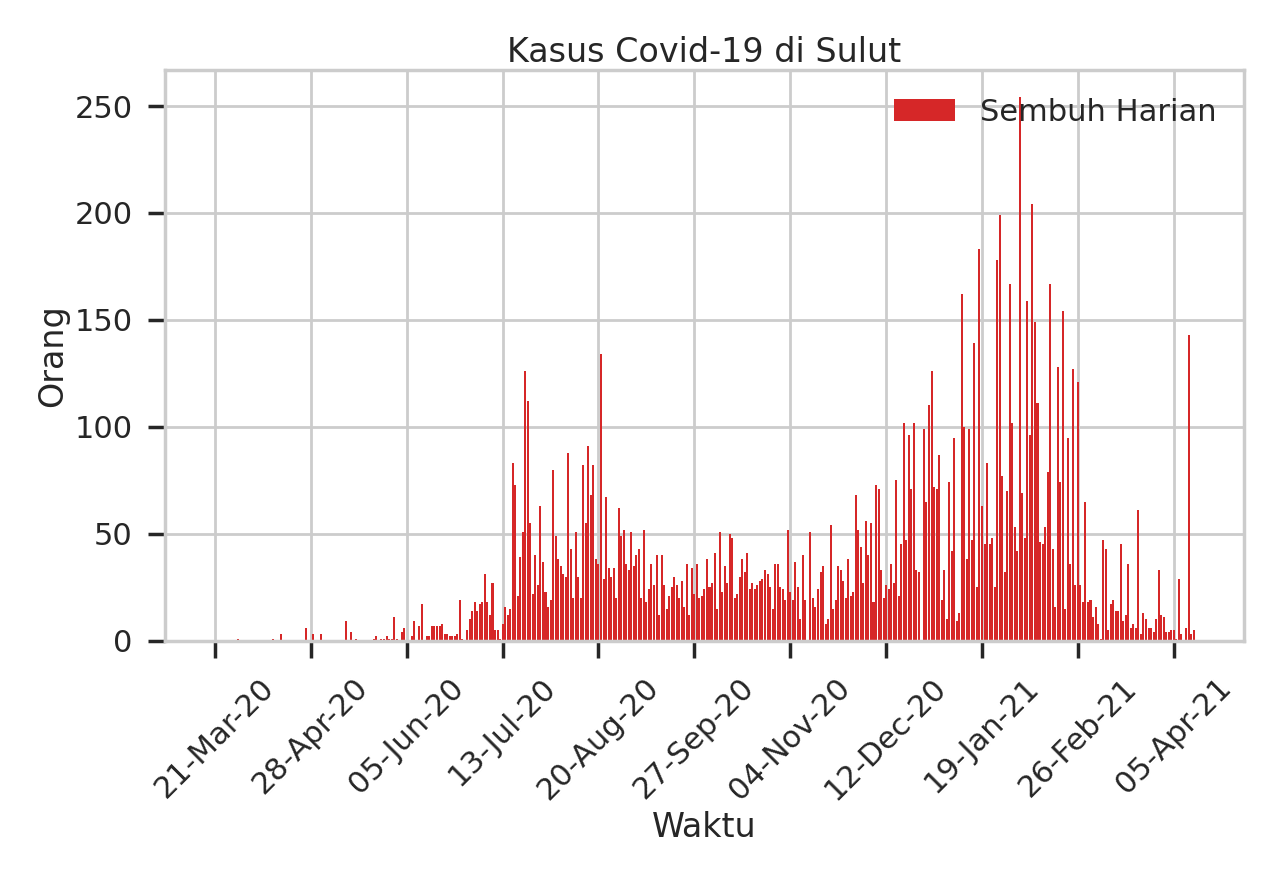 Kasus Covid-19 di Sulut
Sembuh Harian
Orang
250
200
150
100
50
0
21-Mar-20
28-Apr-20
05-Jun-20
13-Jul-20
20-Aug-20
27-Sep-20
04-Nov-20
12-Dec-20
19-Jan-21
26-Feb-21
05-Apr-21
Waktu